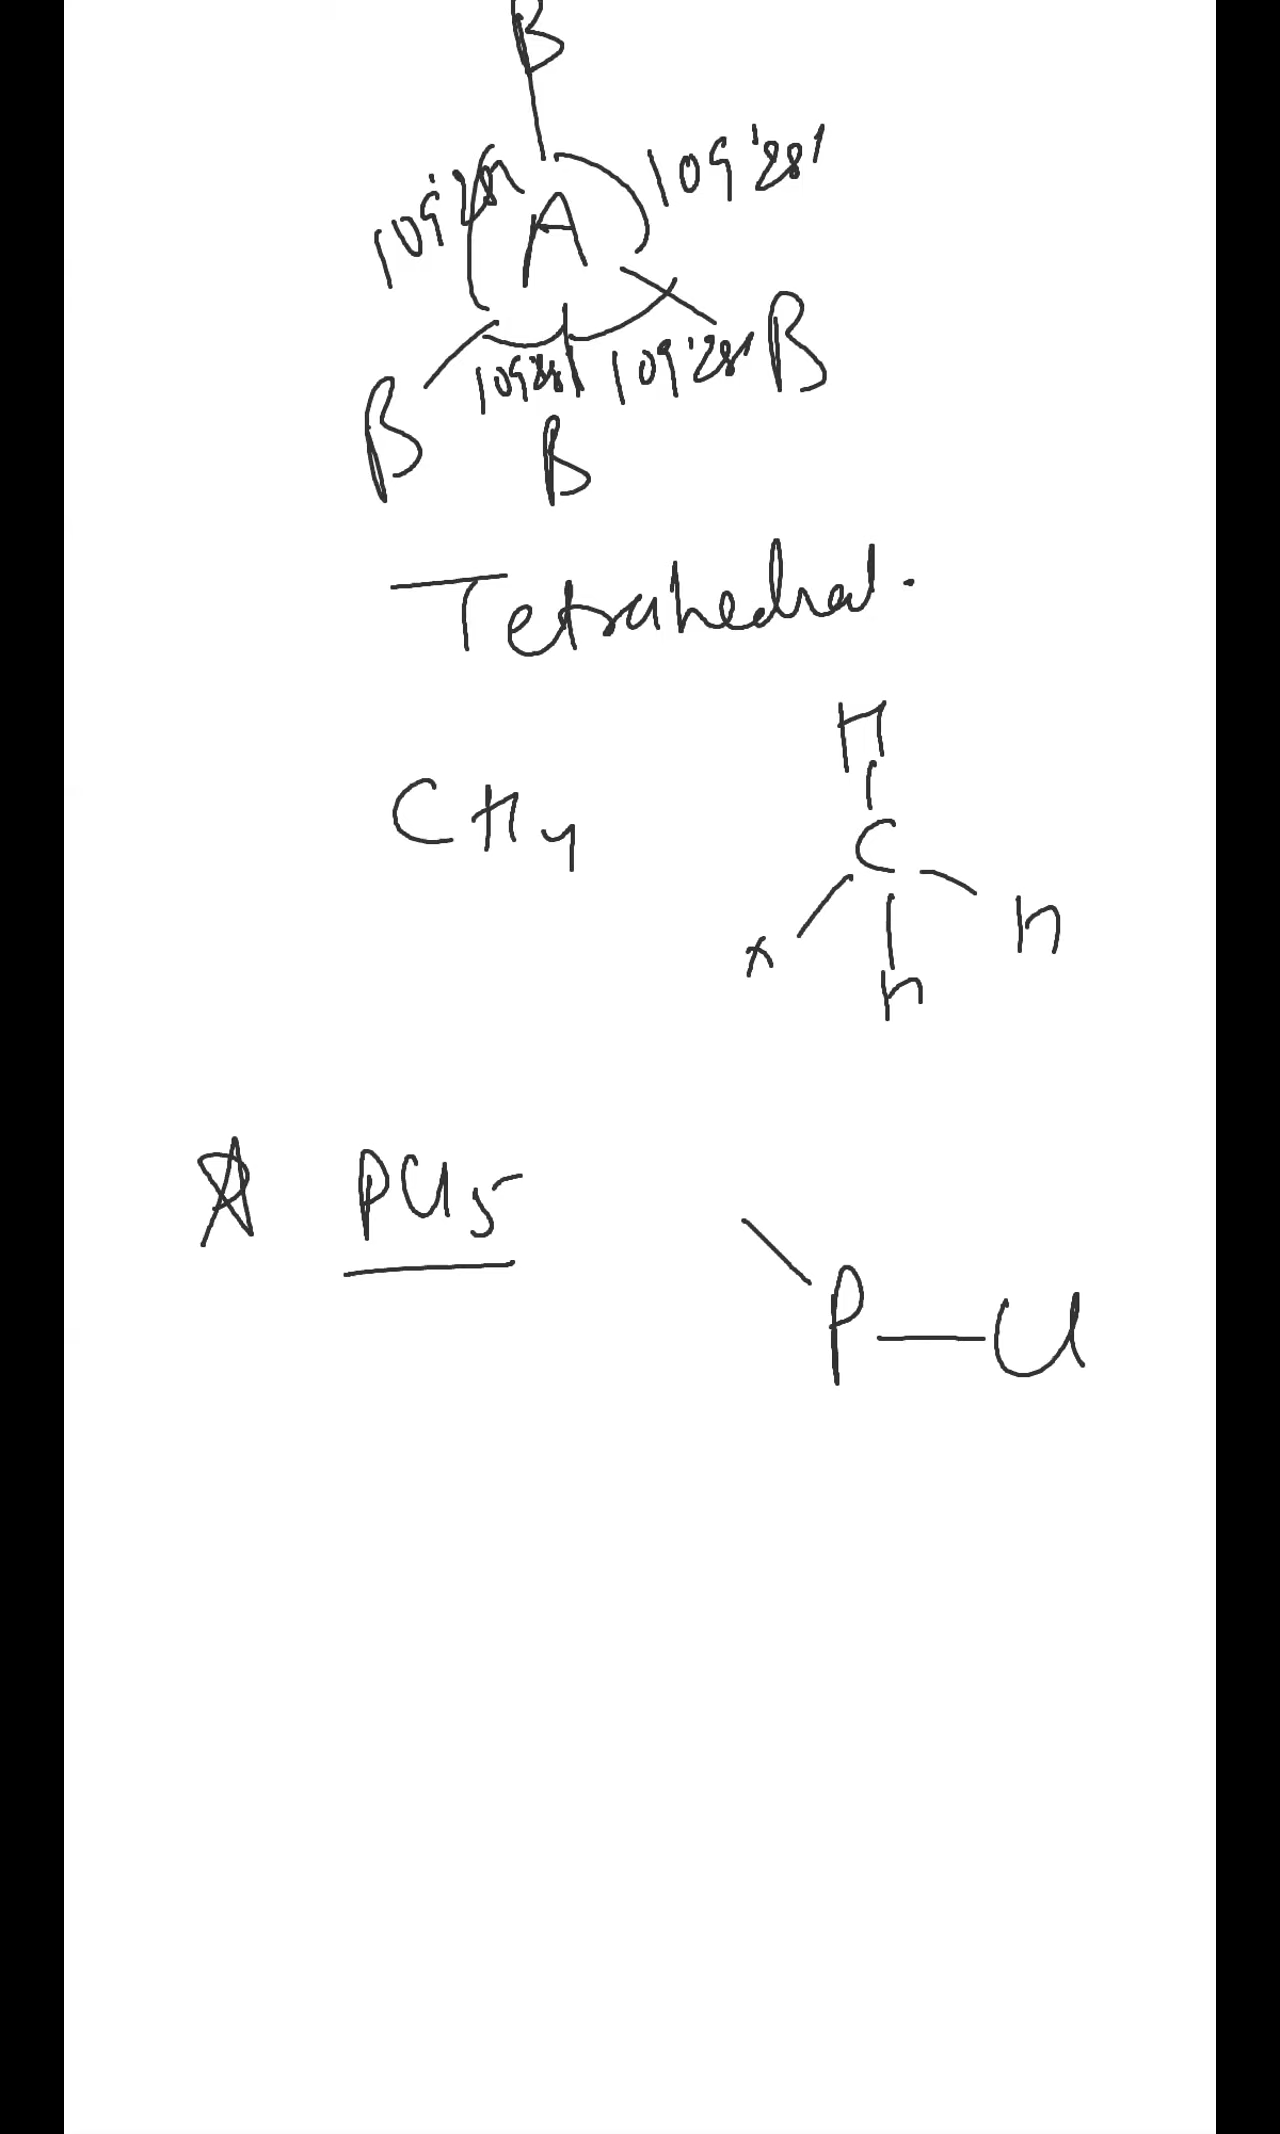 B
109°28' 109°28'
A
B 109°28' 109°28' B
B
Tetrahedral.
H
CH4 C
x H
H
PCl5
P—Cl